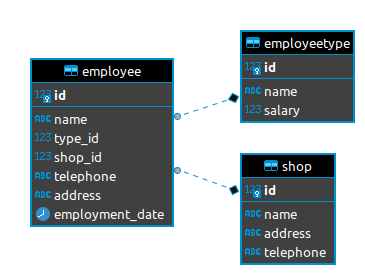 employee
123 id
ABC name
123 type_id
123 shop_id
ABC telephone
ABC address
employment_date
employeetype
123 id
ABC name
123 salary
shop
123 id
ABC name
ABC address
ABC telephone